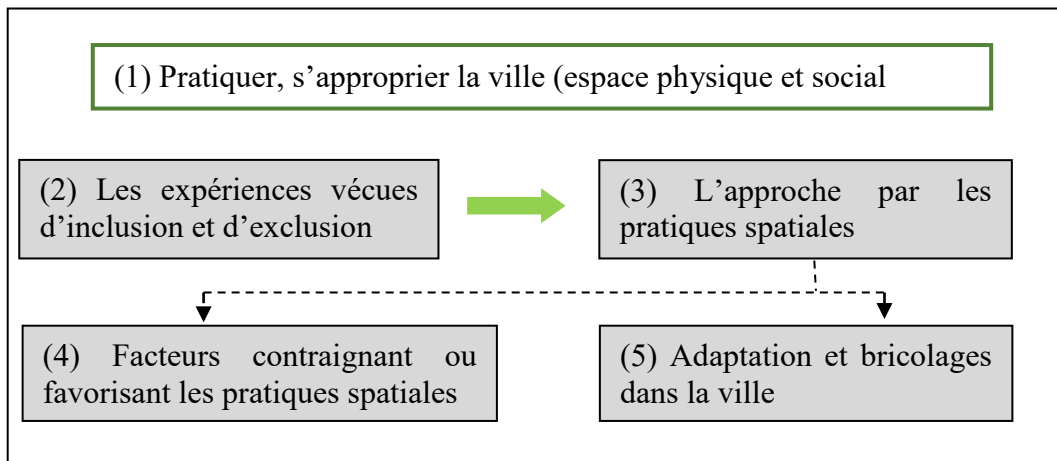 (1) Pratiquer, s’approprier la ville (espace physique et social
(2) Les expériences vécues
d’inclusion et d’exclusion
(3) L’approche par les
pratiques spatiales
(4) Facteurs contraignant ou
favorisant les pratiques spatiales
(5) Adaptation et bricolages
dans la ville